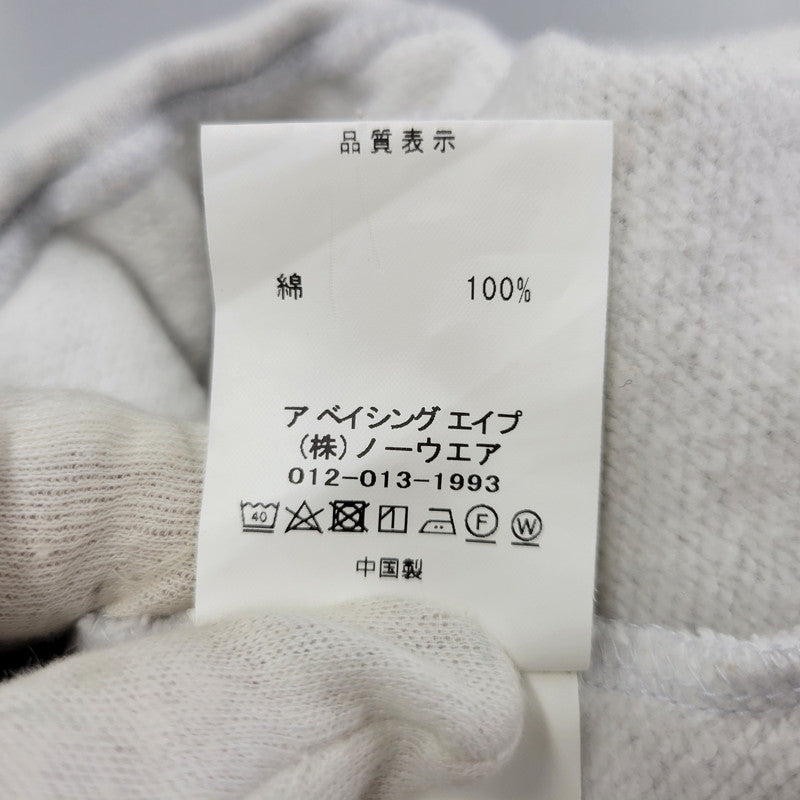 品質表示
綿 100%
ア ベイシング エイプ
(株)ノーウエア
012-013-1993
40 F W
中国製